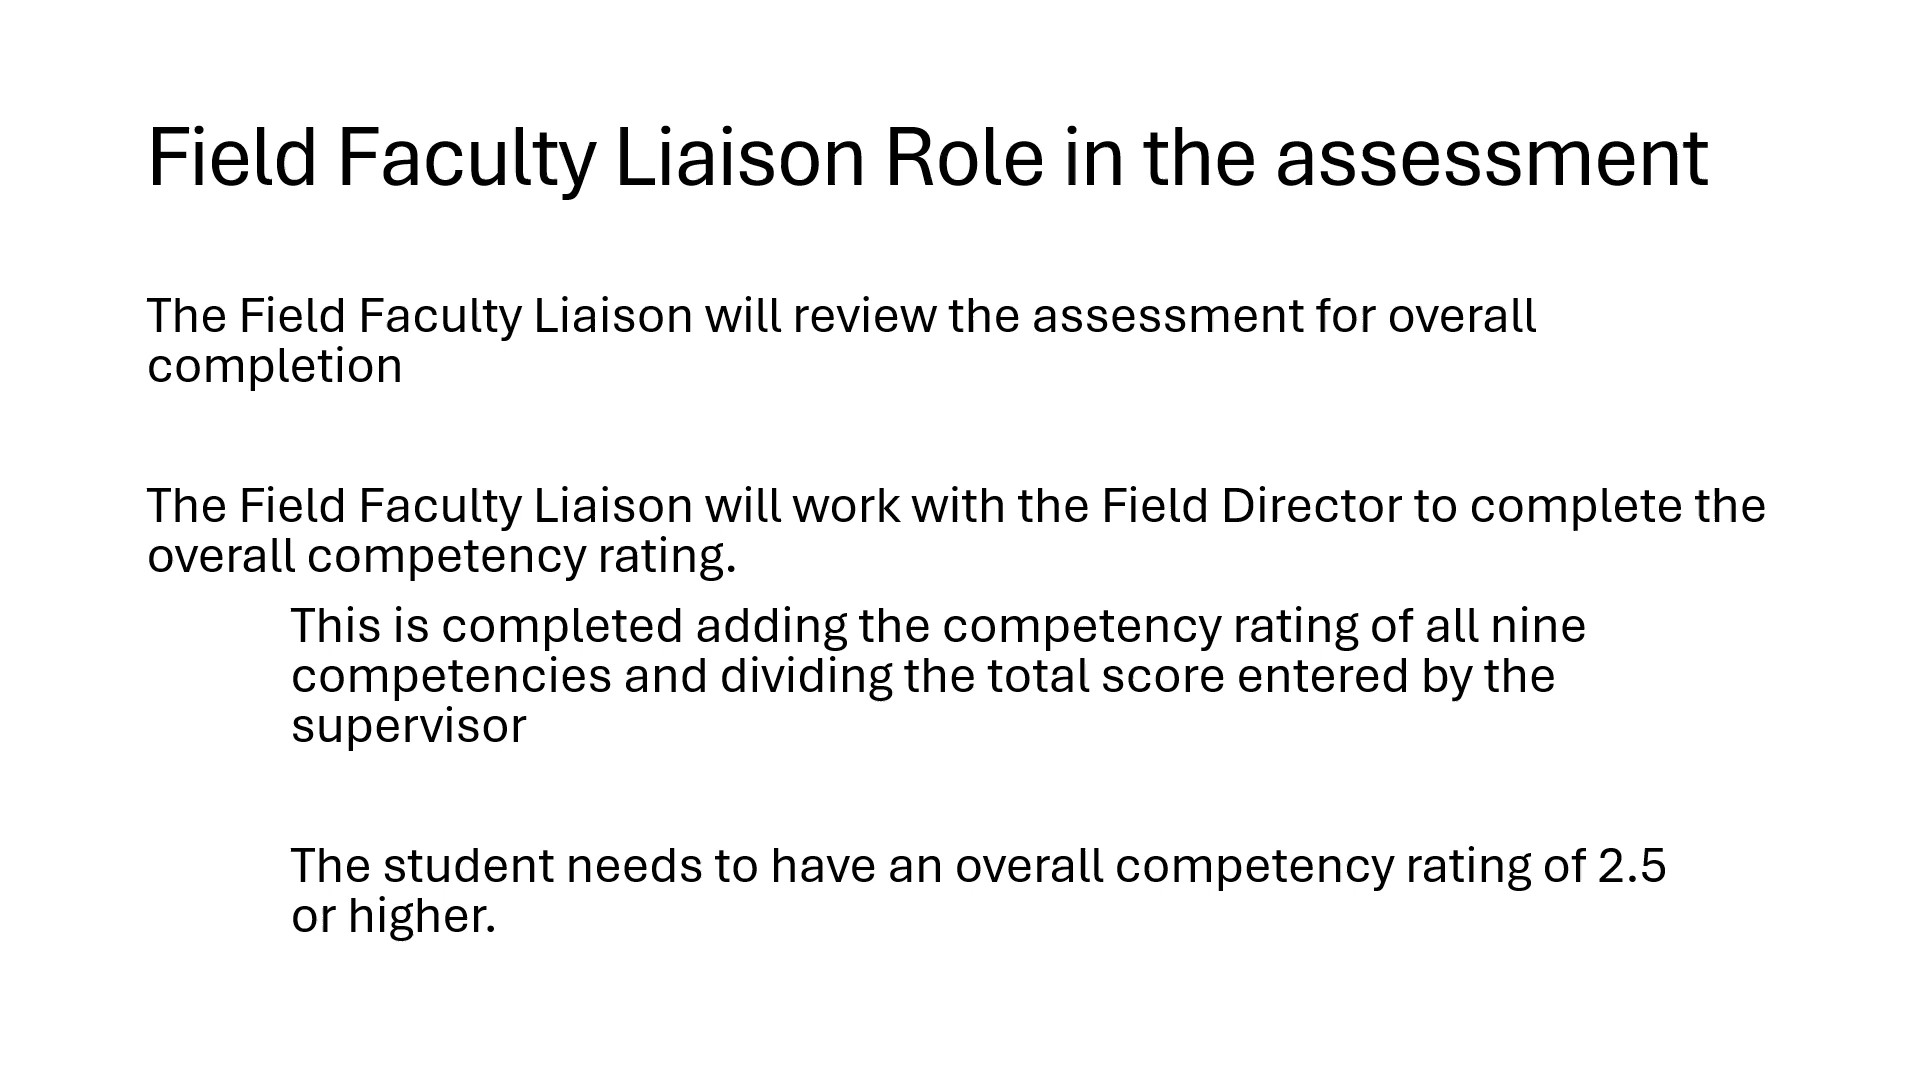 Field Faculty Liaison Role in the assessment
The Field Faculty Liaison will review the assessment for overall
completion
The Field Faculty Liaison will work with the Field Director to complete the
overall competency rating.
This is completed adding the competency rating of all nine
competencies and dividing the total score entered by the
supervisor
The student needs to have an overall competency rating of 2.5
or higher.